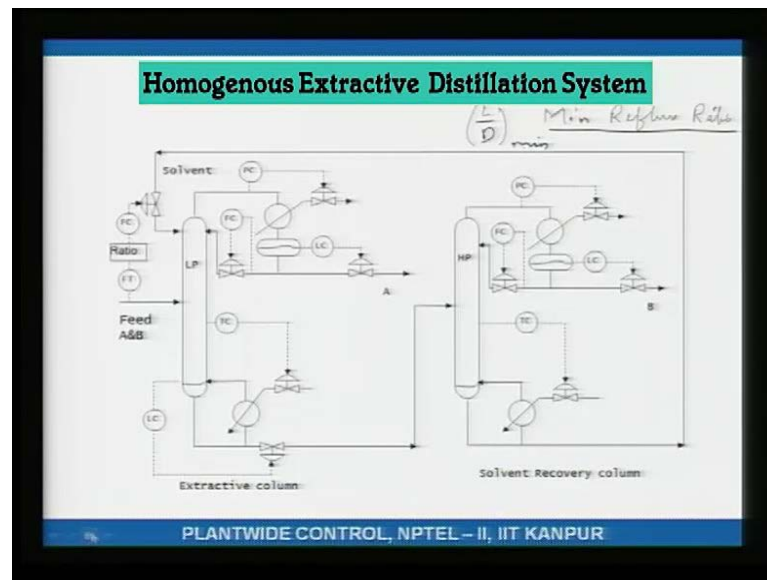 Homogenous Extractive Distillation System
(L/D) min Min Reflux Ratio
Solvent
PC
PC
FC
FC
FC
Ratio
LC
LC
LP
HP
FT
A
B
Feed
A&B
TC
TC
LC
Extractive column
Solvent Recovery column
PLANTWIDE CONTROL, NPTEL – II, IIT KANPUR